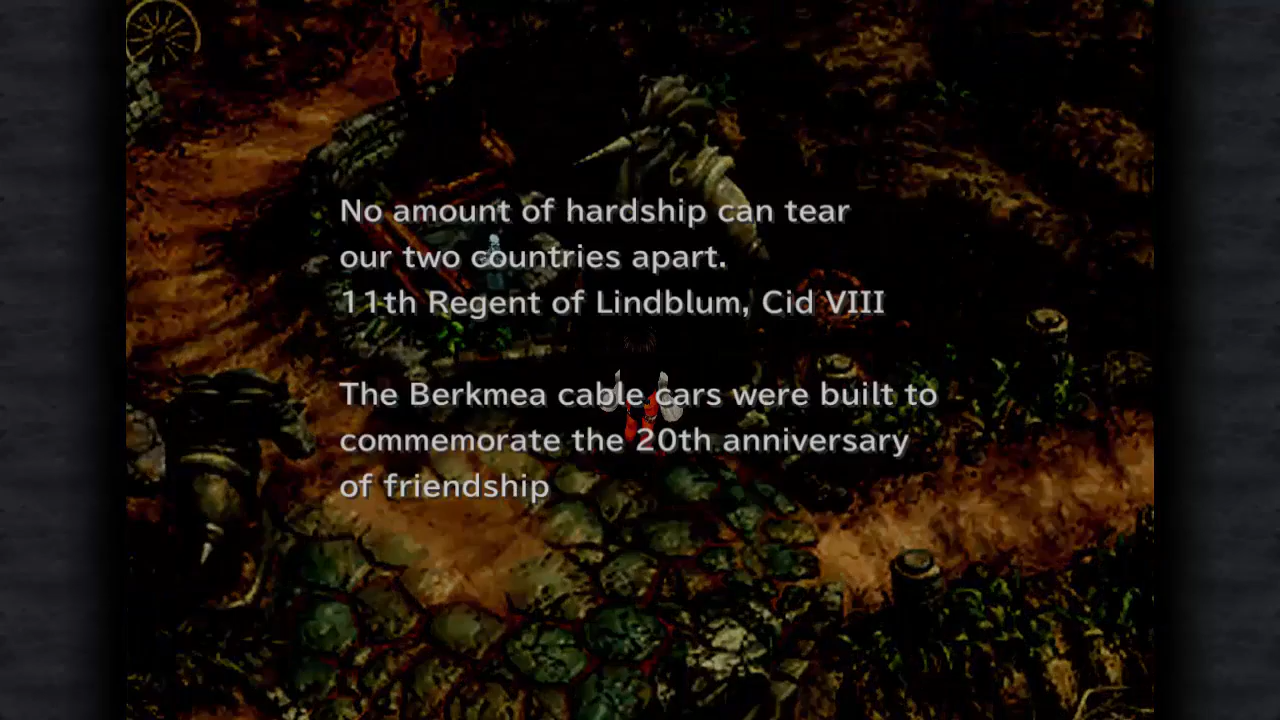 No amount of hardship can tear
our two countries apart.
11th Regent of Lindblum, Cid VIII
The Berkmea cable cars were built to
commemorate the 20th anniversary
of friendship